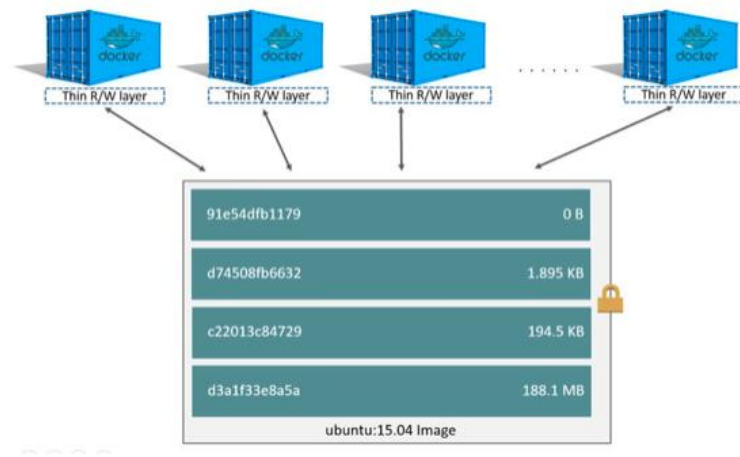 docker docker docker docker
Thin R/W layer Thin R/W layer Thin R/W layer . . . . . . Thin R/W layer
91e54dfb1179 0 B
d74508fb6632 1.895 KB
c22013c84729 194.5 KB
d3a1f33e8a5a 188.1 MB
ubuntu:15.04 Image